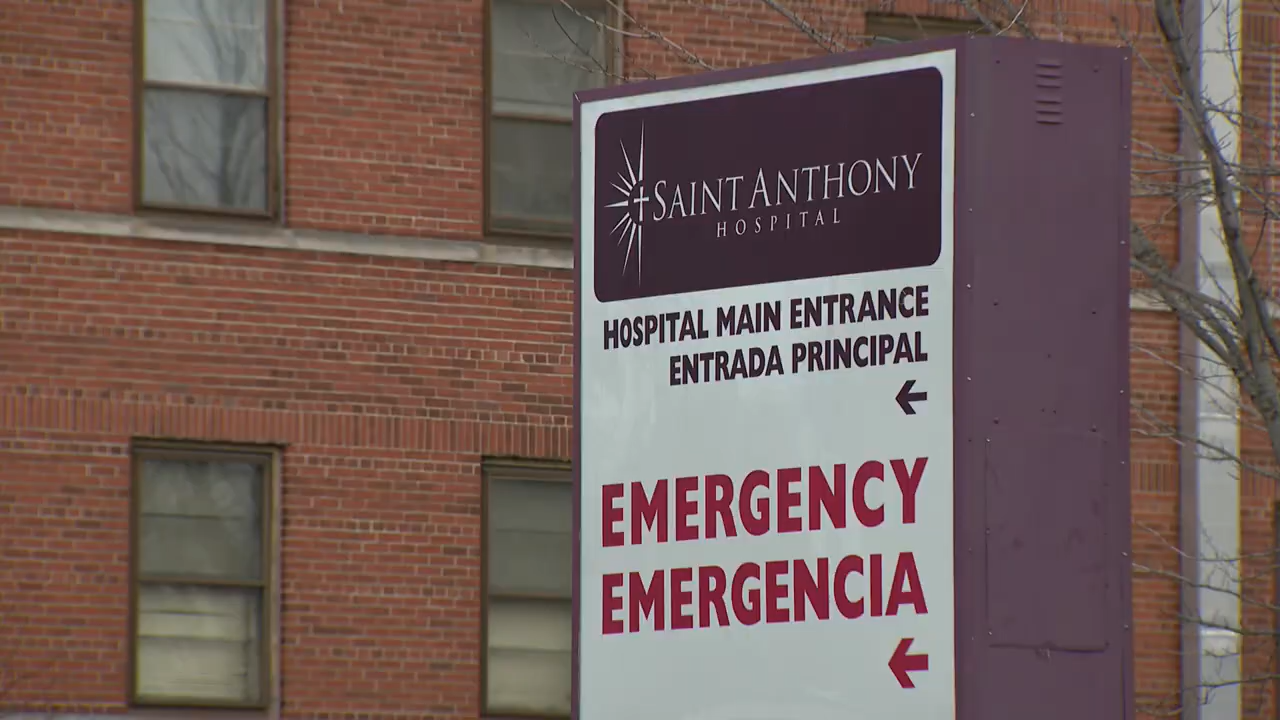 SAINT ANTHONY
HOSPITAL
HOSPITAL MAIN ENTRANCE
ENTRADA PRINCIPAL
EMERGENCY
EMERGENCIA